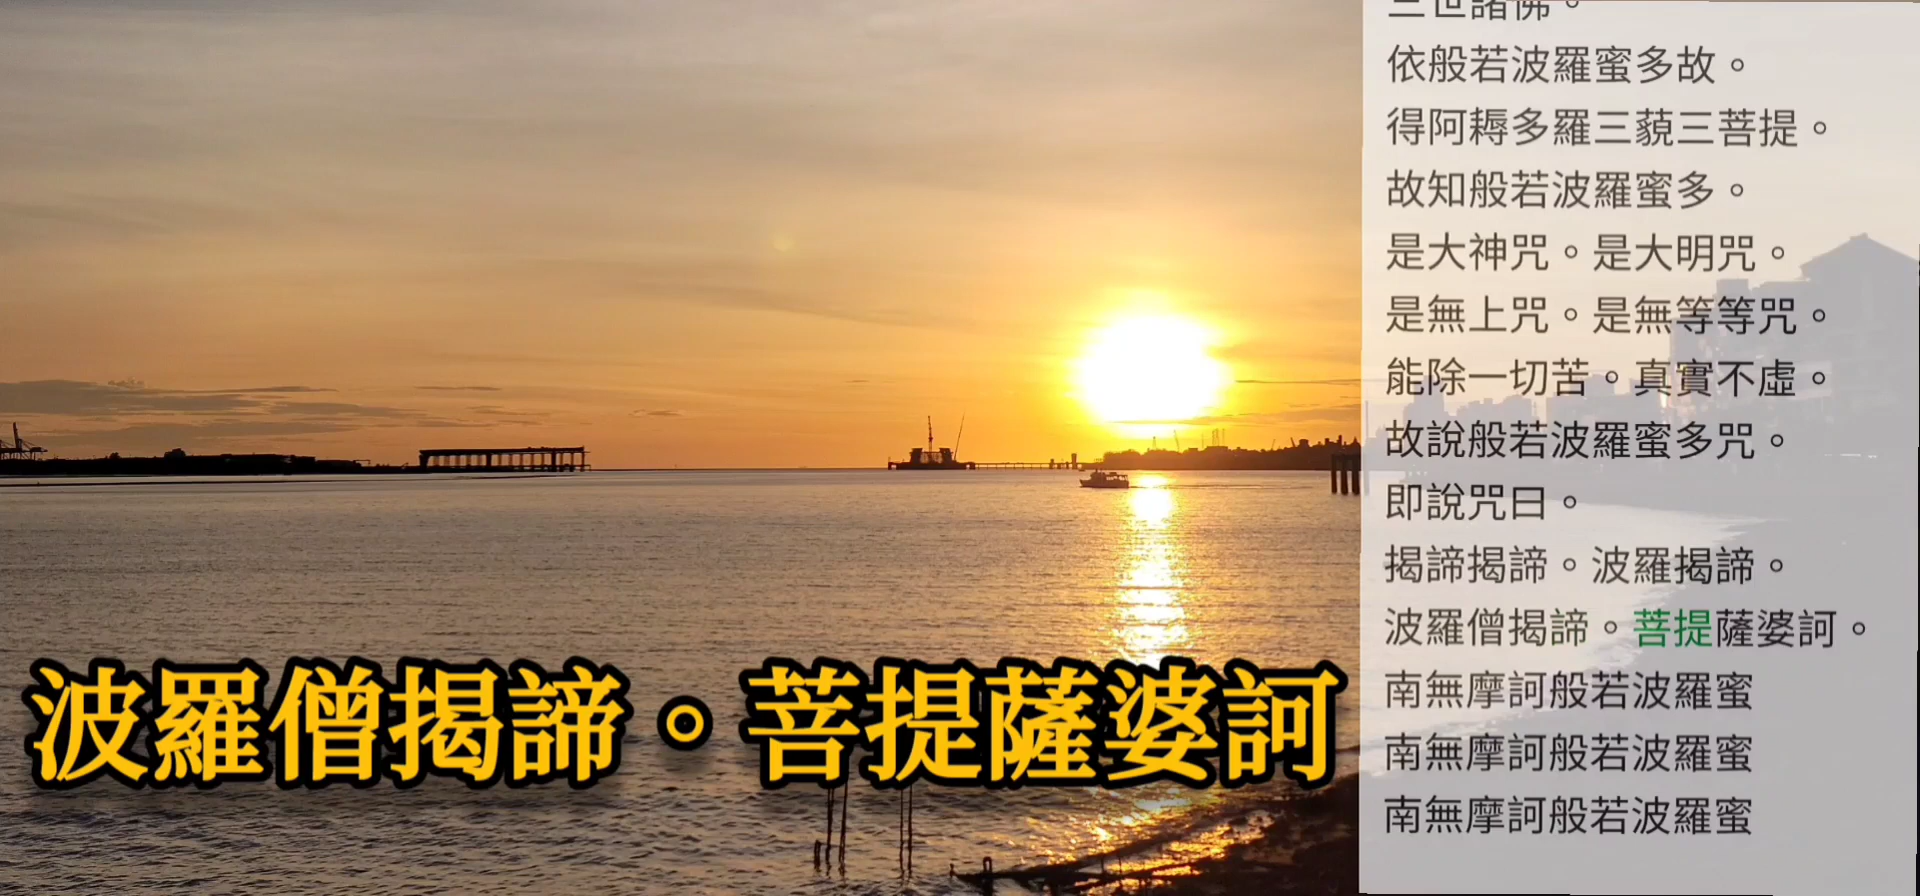 三世諸佛。
依般若波羅蜜多故。
得阿耨多羅三藐三菩提。
故知般若波羅蜜多。
是大神咒。是大明咒。
是無上咒。是無等等咒。
能除一切苦。真實不虛。
故說般若波羅蜜多咒。
即說咒曰。
揭諦揭諦。波羅揭諦。
波羅僧揭諦。菩提薩婆訶。
南無摩訶般若波羅蜜
南無摩訶般若波羅蜜
南無摩訶般若波羅蜜
波羅僧揭諦。菩提薩婆訶